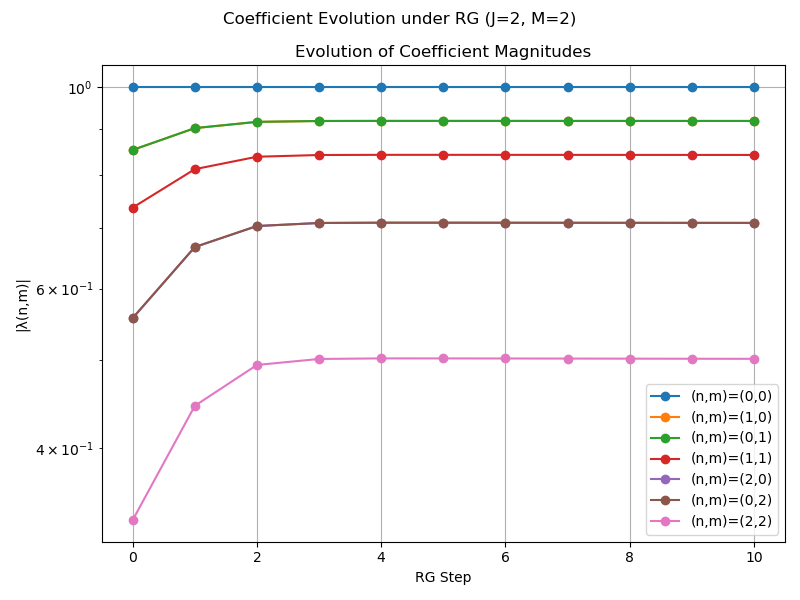 Coefficient Evolution under RG (J=2, M=2)
Evolution of Coefficient Magnitudes
10⁰
6 × 10⁻¹
4 × 10⁻¹
|λ(n,m)|
(n,m)=(0,0)
(n,m)=(1,0)
(n,m)=(0,1)
(n,m)=(1,1)
(n,m)=(2,0)
(n,m)=(0,2)
(n,m)=(2,2)
0 2 4 6 8 10
RG Step